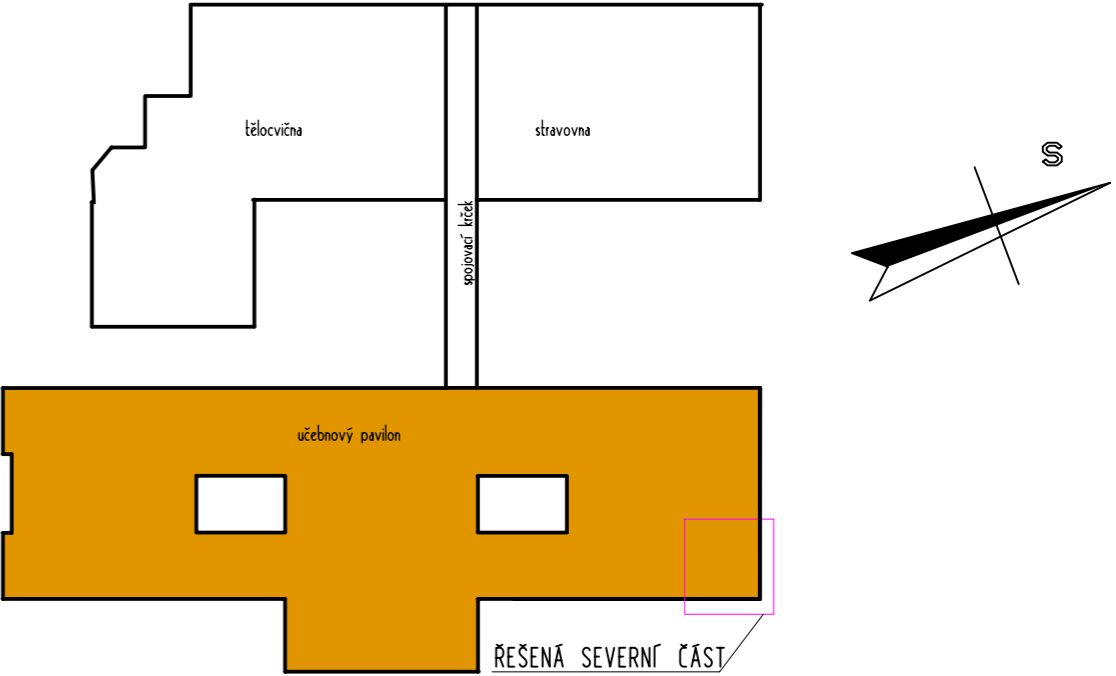 tělocvična
stravovna
S
spojovací krček
učebnový pavilon
ŘEŠENÁ SEVERNÍ ČÁST